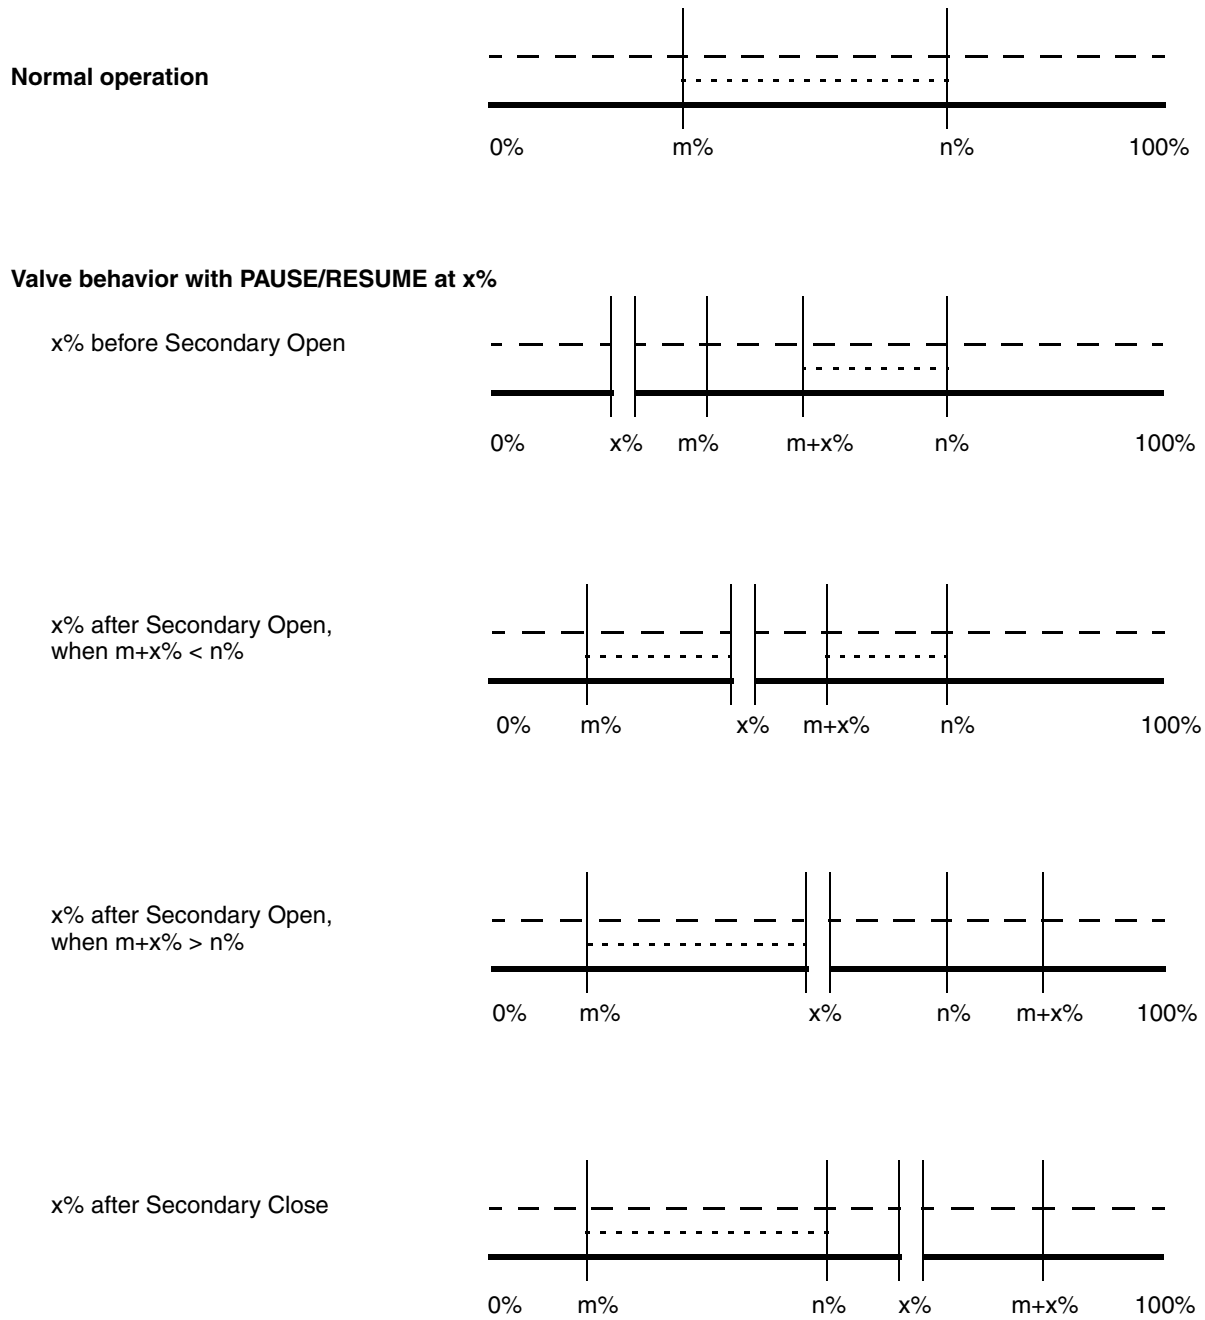 Normal operation
0% m% n% 100%
Valve behavior with PAUSE/RESUME at x%
x% before Secondary Open
0% x% m% m+x% n% 100%
x% after Secondary Open,
when m+x% < n%
0% m% x% m+x% n% 100%
x% after Secondary Open,
when m+x% > n%
0% m% x% n% m+x% 100%
x% after Secondary Close
0% m% n% x% m+x% 100%